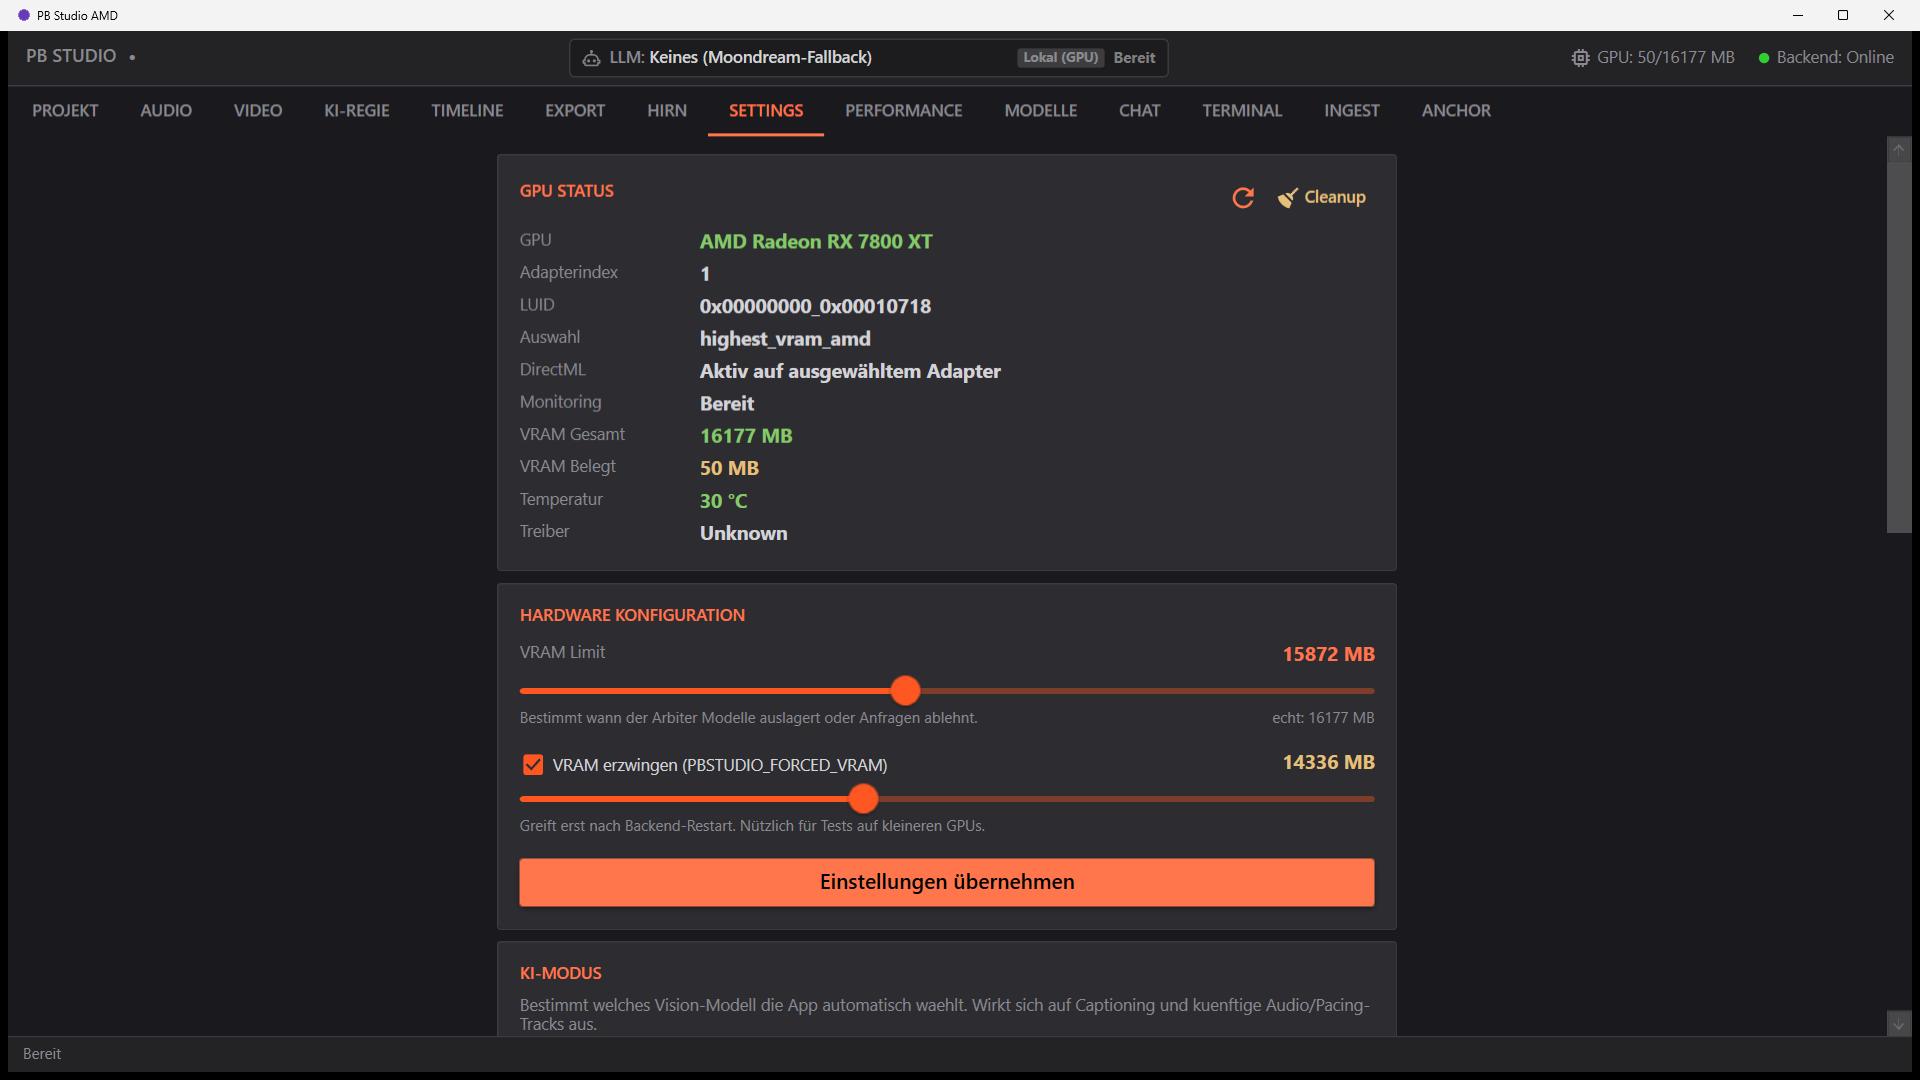 PB Studio AMD
PB STUDIO •
LLM: Keines (Moondream-Fallback) Lokal (GPU) Bereit
GPU: 50/16177 MB Backend: Online
PROJEKT AUDIO VIDEO KI-REGIE TIMELINE EXPORT HIRN SETTINGS PERFORMANCE MODELLE CHAT TERMINAL INGEST ANCHOR
GPU STATUS Cleanup
GPU AMD Radeon RX 7800 XT
Adapterindex 1
LUID 0x00000000_0x00010718
Auswahl highest_vram_amd
DirectML Aktiv auf ausgewähltem Adapter
Monitoring Bereit
VRAM Gesamt 16177 MB
VRAM Belegt 50 MB
Temperatur 30 °C
Treiber Unknown
HARDWARE KONFIGURATION
VRAM Limit 15872 MB
Bestimmt wann der Arbiter Modelle auslagert oder Anfragen ablehnt. echt: 16177 MB
VRAM erzwingen (PBSTUDIO_FORCED_VRAM) 14336 MB
Greift erst nach Backend-Restart. Nützlich für Tests auf kleineren GPUs.
Einstellungen übernehmen
KI-MODUS
Bestimmt welches Vision-Modell die App automatisch waehlt. Wirkt sich auf Captioning und kuenftige Audio/Pacing-
Tracks aus.
Bereit